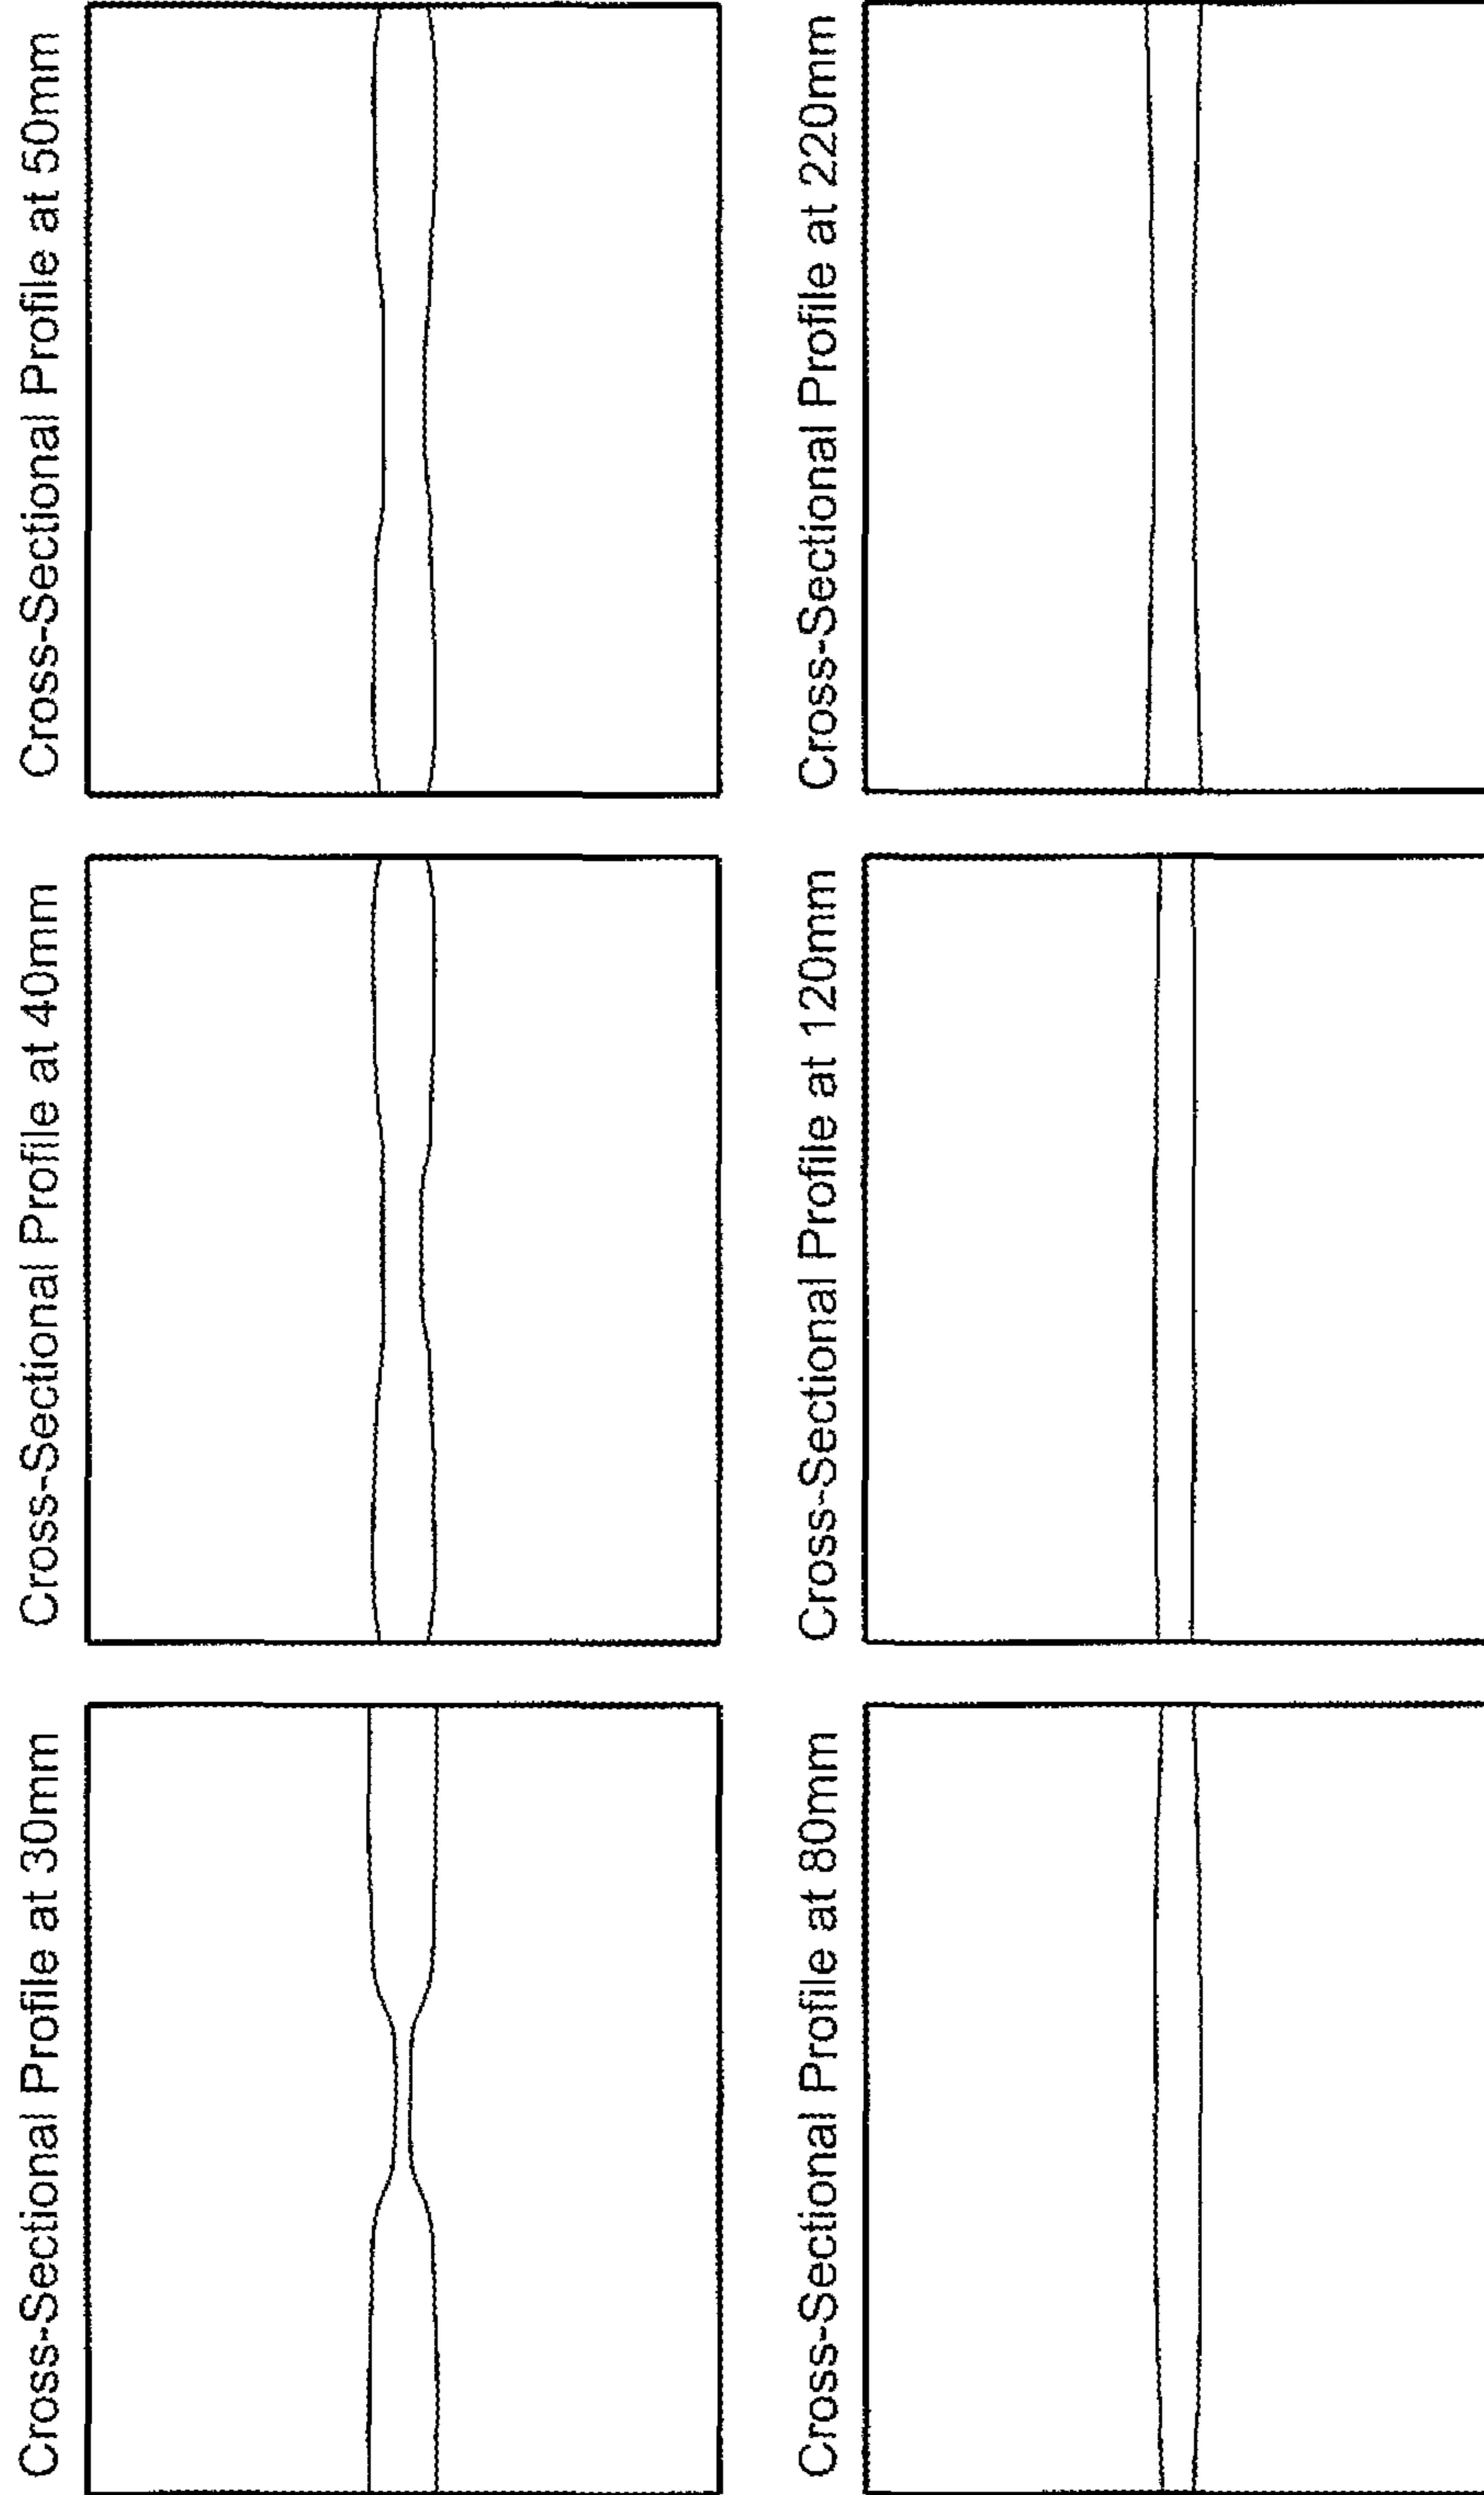 Cross-Sectional Profile at 30mm
Cross-Sectional Profile at 40mm
Cross-Sectional Profile at 50mm
Cross-Sectional Profile at 80mm
Cross-Sectional Profile at 120mm
Cross-Sectional Profile at 220mm